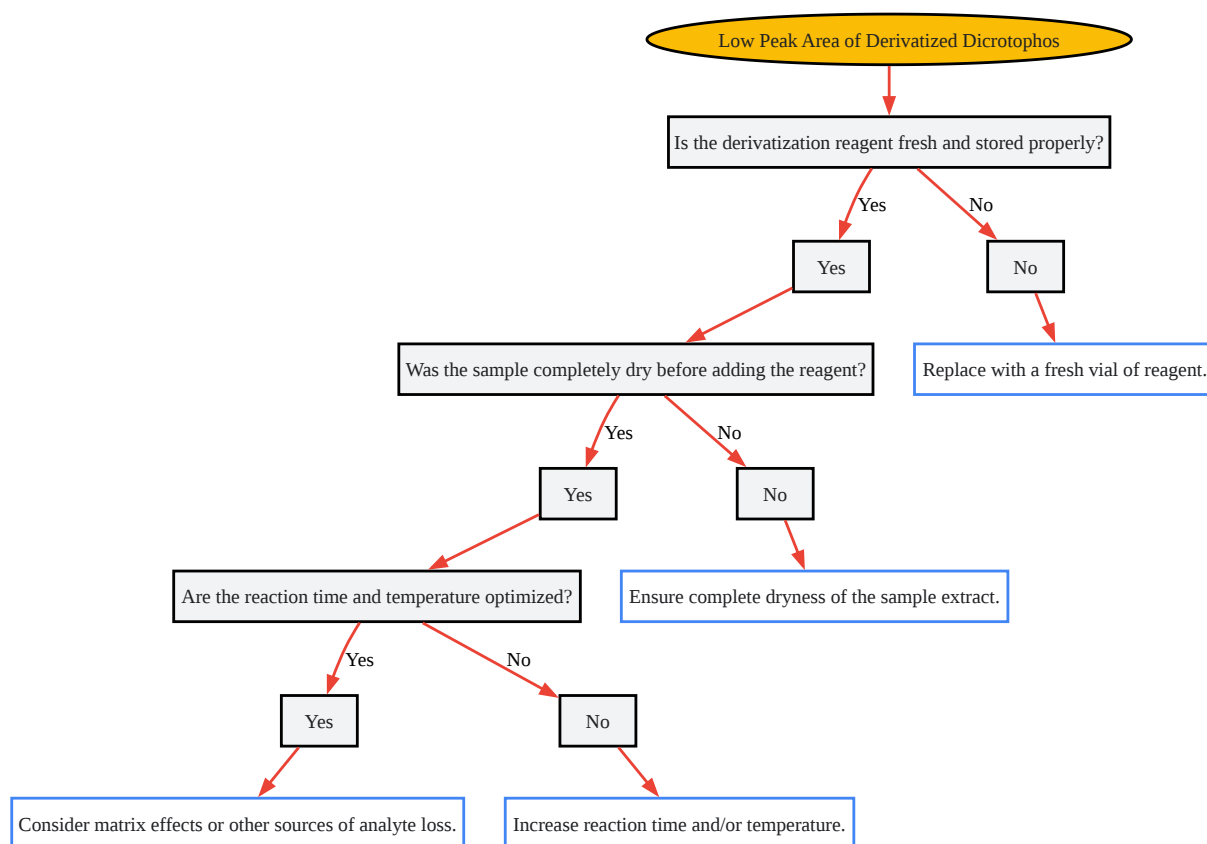 Low Peak Area of Derivatized Dicrotophos
Is the derivatization reagent fresh and stored properly?
Yes
No
Yes
No
Was the sample completely dry before adding the reagent?
Replace with a fresh vial of reagent.
Yes
No
Yes
No
Are the reaction time and temperature optimized?
Ensure complete dryness of the sample extract.
Yes
No
Yes
No
Consider matrix effects or other sources of analyte loss.
Increase reaction time and/or temperature.